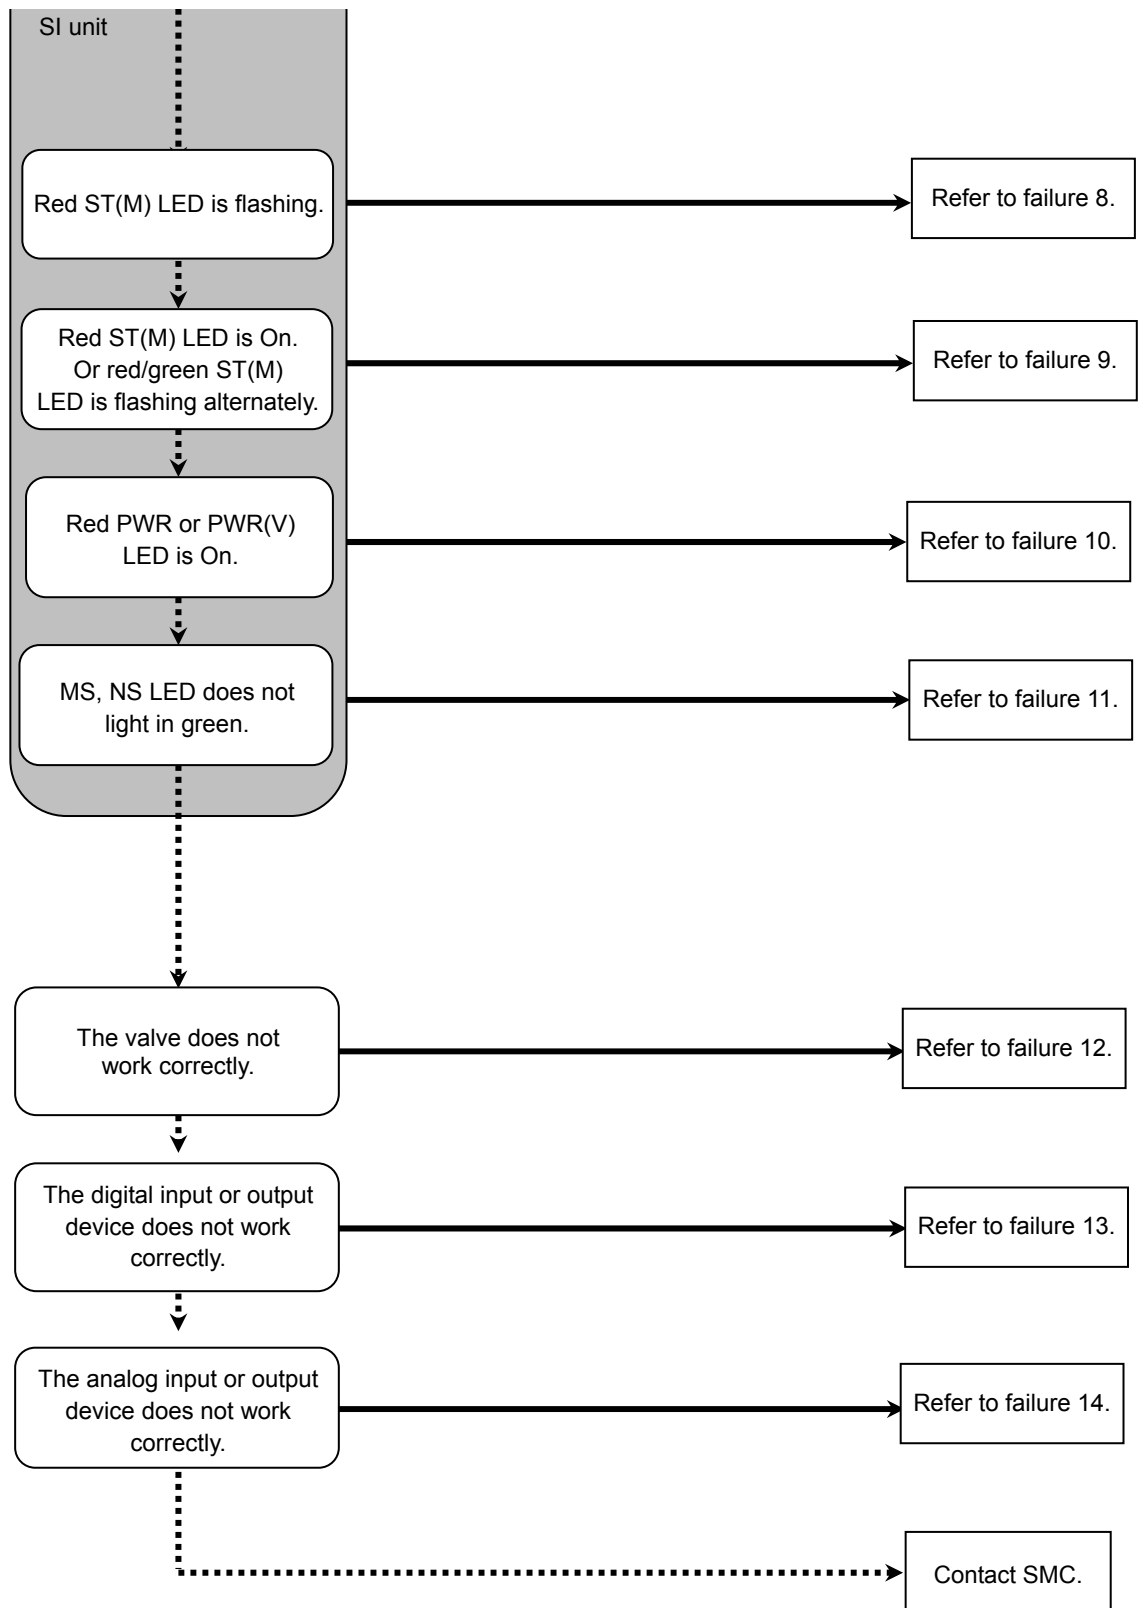 SI unit
Red ST(M) LED is flashing.
Refer to failure 8.
Red ST(M) LED is On.
Or red/green ST(M)
LED is flashing alternately.
Refer to failure 9.
Red PWR or PWR(V)
LED is On.
Refer to failure 10.
MS, NS LED does not
light in green.
Refer to failure 11.
The valve does not
work correctly.
Refer to failure 12.
The digital input or output
device does not work
correctly.
Refer to failure 13.
The analog input or output
device does not work
correctly.
Refer to failure 14.
Contact SMC.